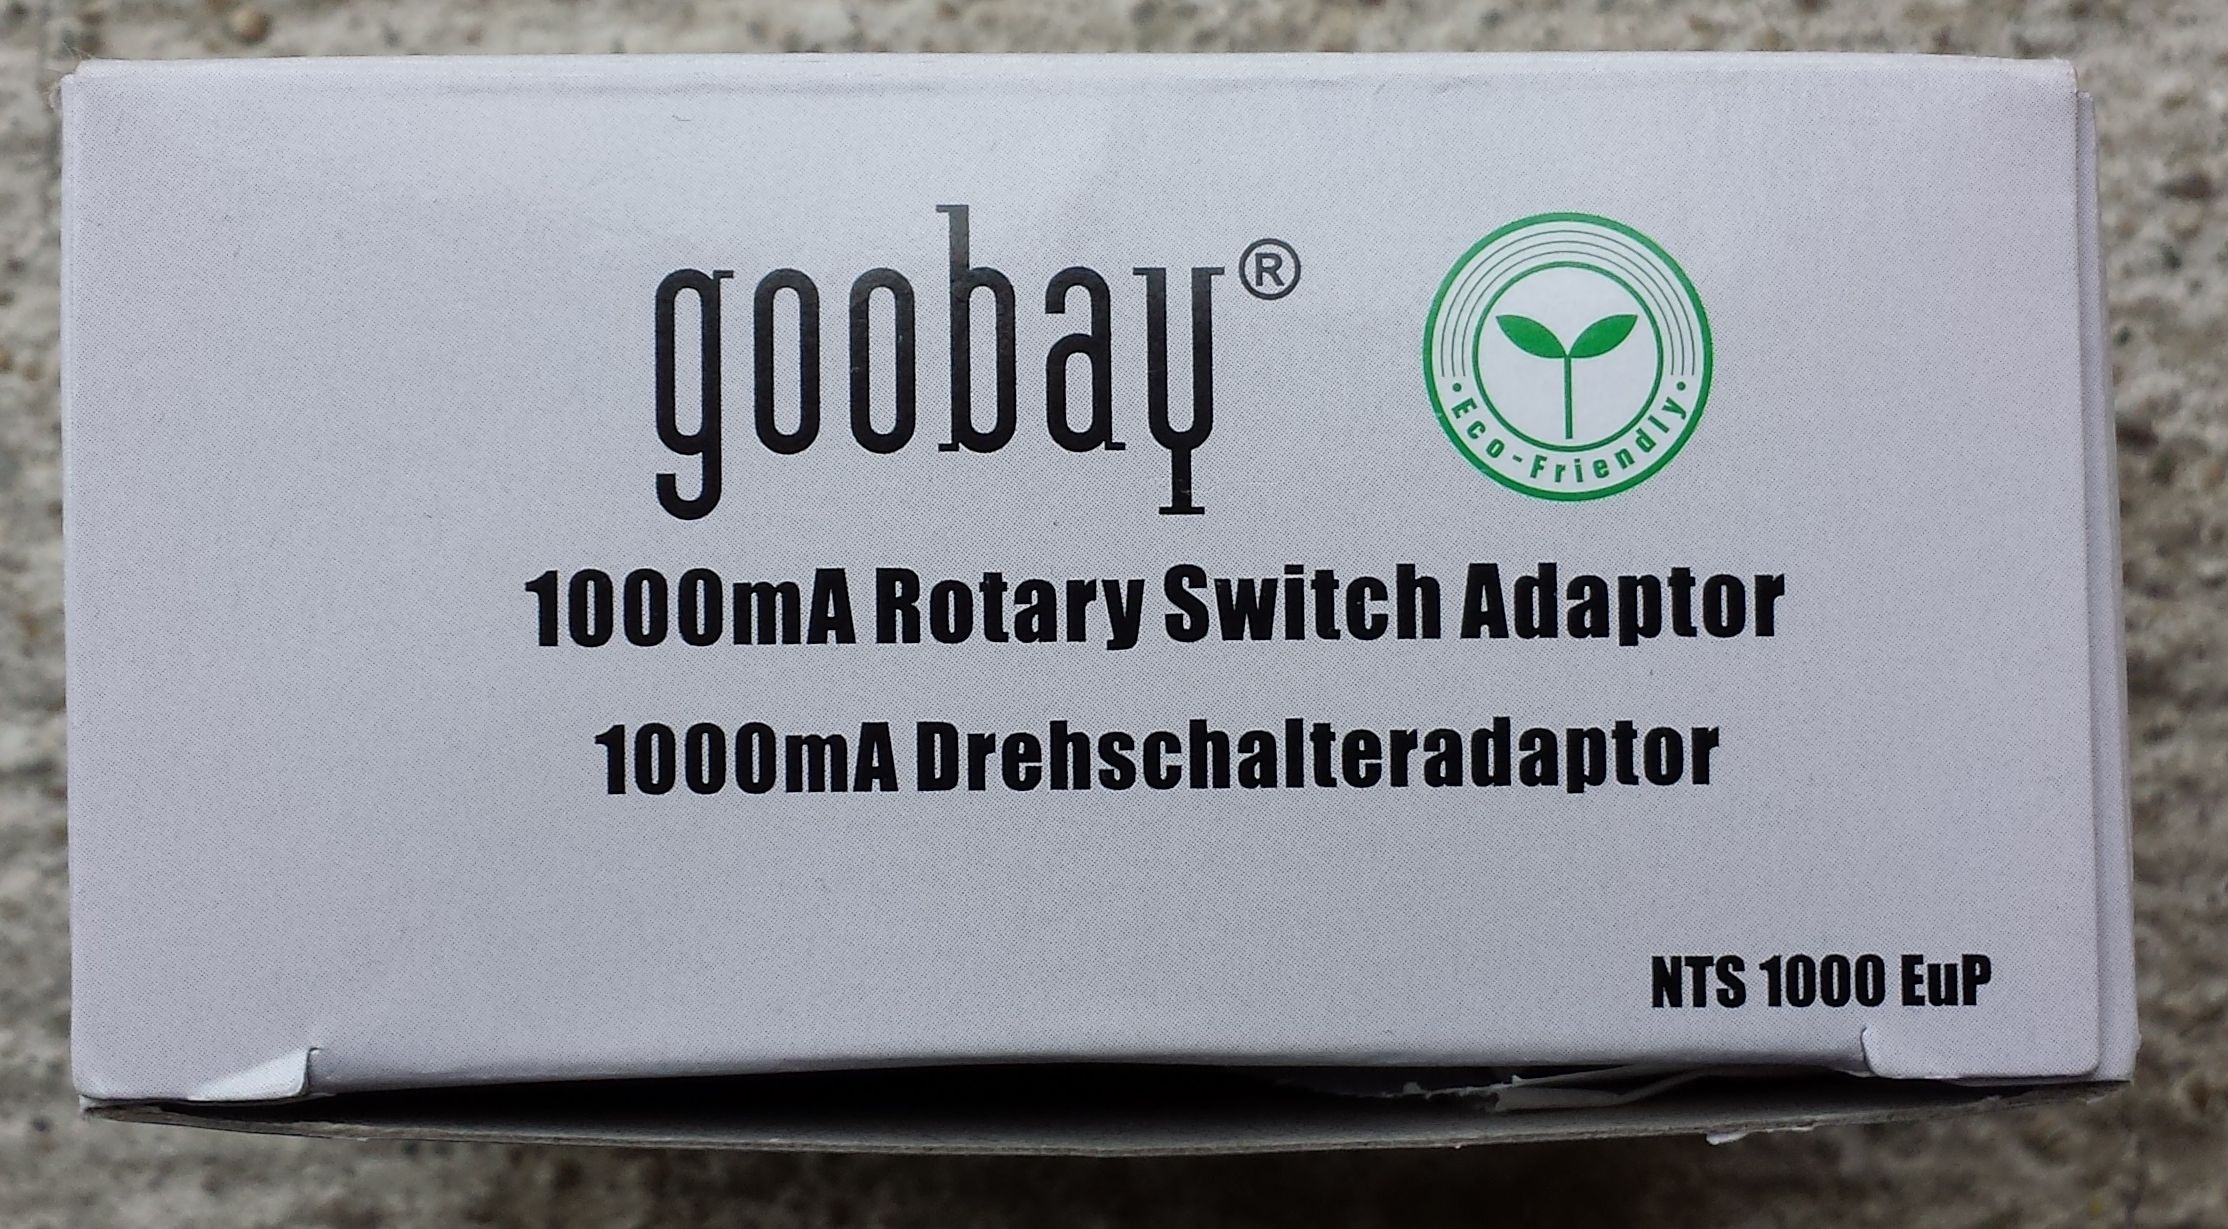 goobay®
• Eco-Friendly •
1000mA Rotary Switch Adaptor
1000mA Drehschalteradaptor
NTS 1000 EuP